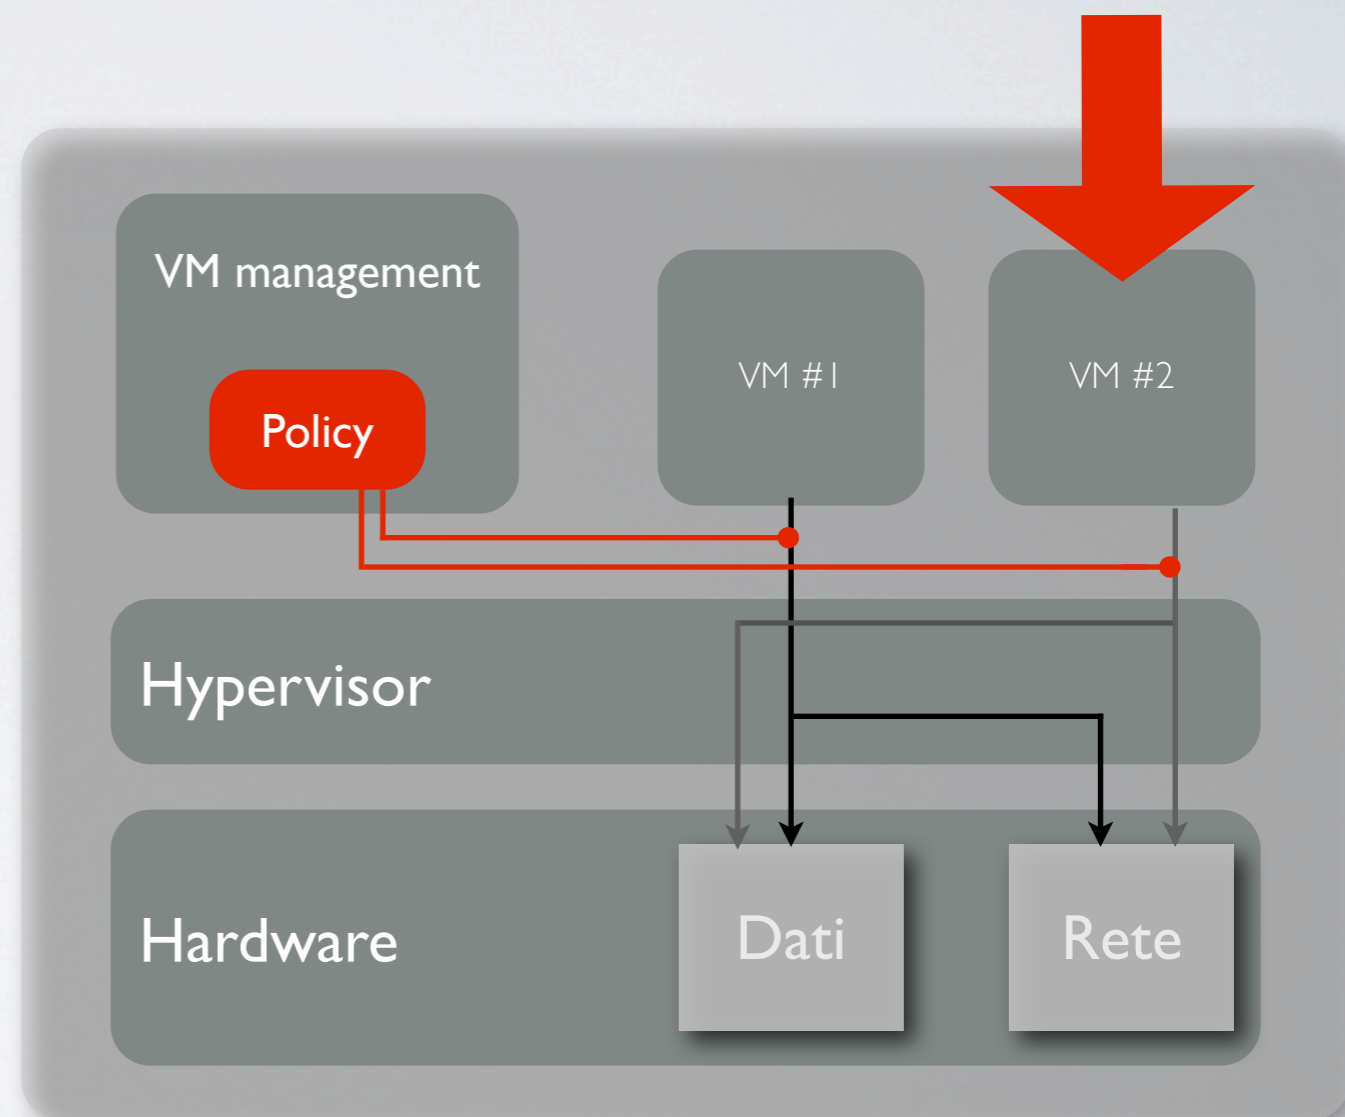 VM management
Policy
VM #1
VM #2
Hypervisor
Hardware
Dati
Rete